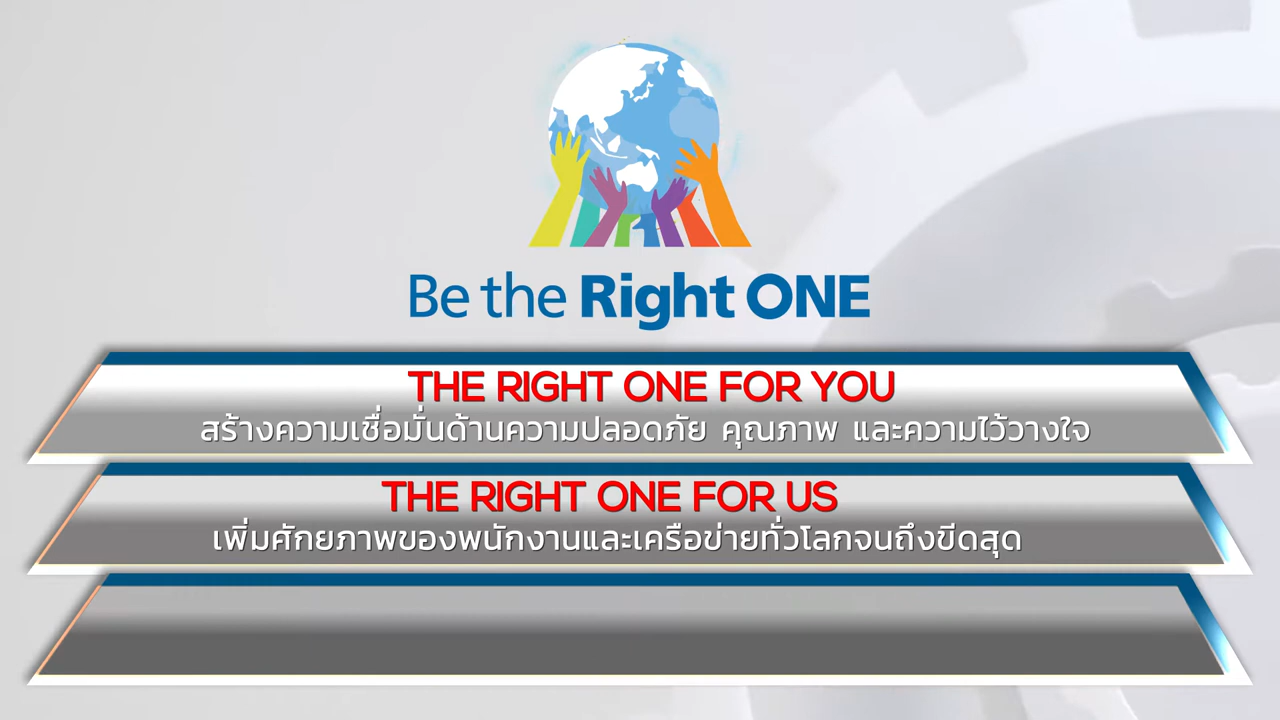 Be the Right ONE
THE RIGHT ONE FOR YOU
สร้างความเชื่อมั่นด้านความปลอดภัย คุณภาพ และความไว้วางใจ
THE RIGHT ONE FOR US
เพิ่มศักยภาพของพนักงานและเครือข่ายทั่วโลกจนถึงขีดสุด